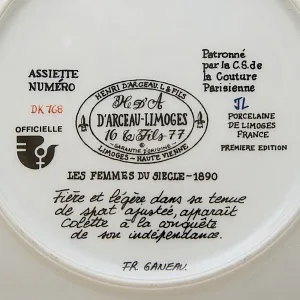 ASSIETTE
NUMÉRO
DK 768
OFFICIELLE
HENRI D'ARCEAU L. & FILS
H. D'A
D'ARCEAU-LIMOGES
16 & Fils 77
GARANTIE D'ORIGINE
LIMOGES - HAUTE VIENNE
Patronné
par la C.S. de
la Couture
Parisienne
JL
PORCELAINE
DE LIMOGES
FRANCE
PREMIÈRE EDITION
LES FEMMES DU SIECLE - 1890
Fière et légère dans sa tenue
de sport ajustée, apparaît
Colette à la conquête
de son indépendance.
FR. GANEAU.